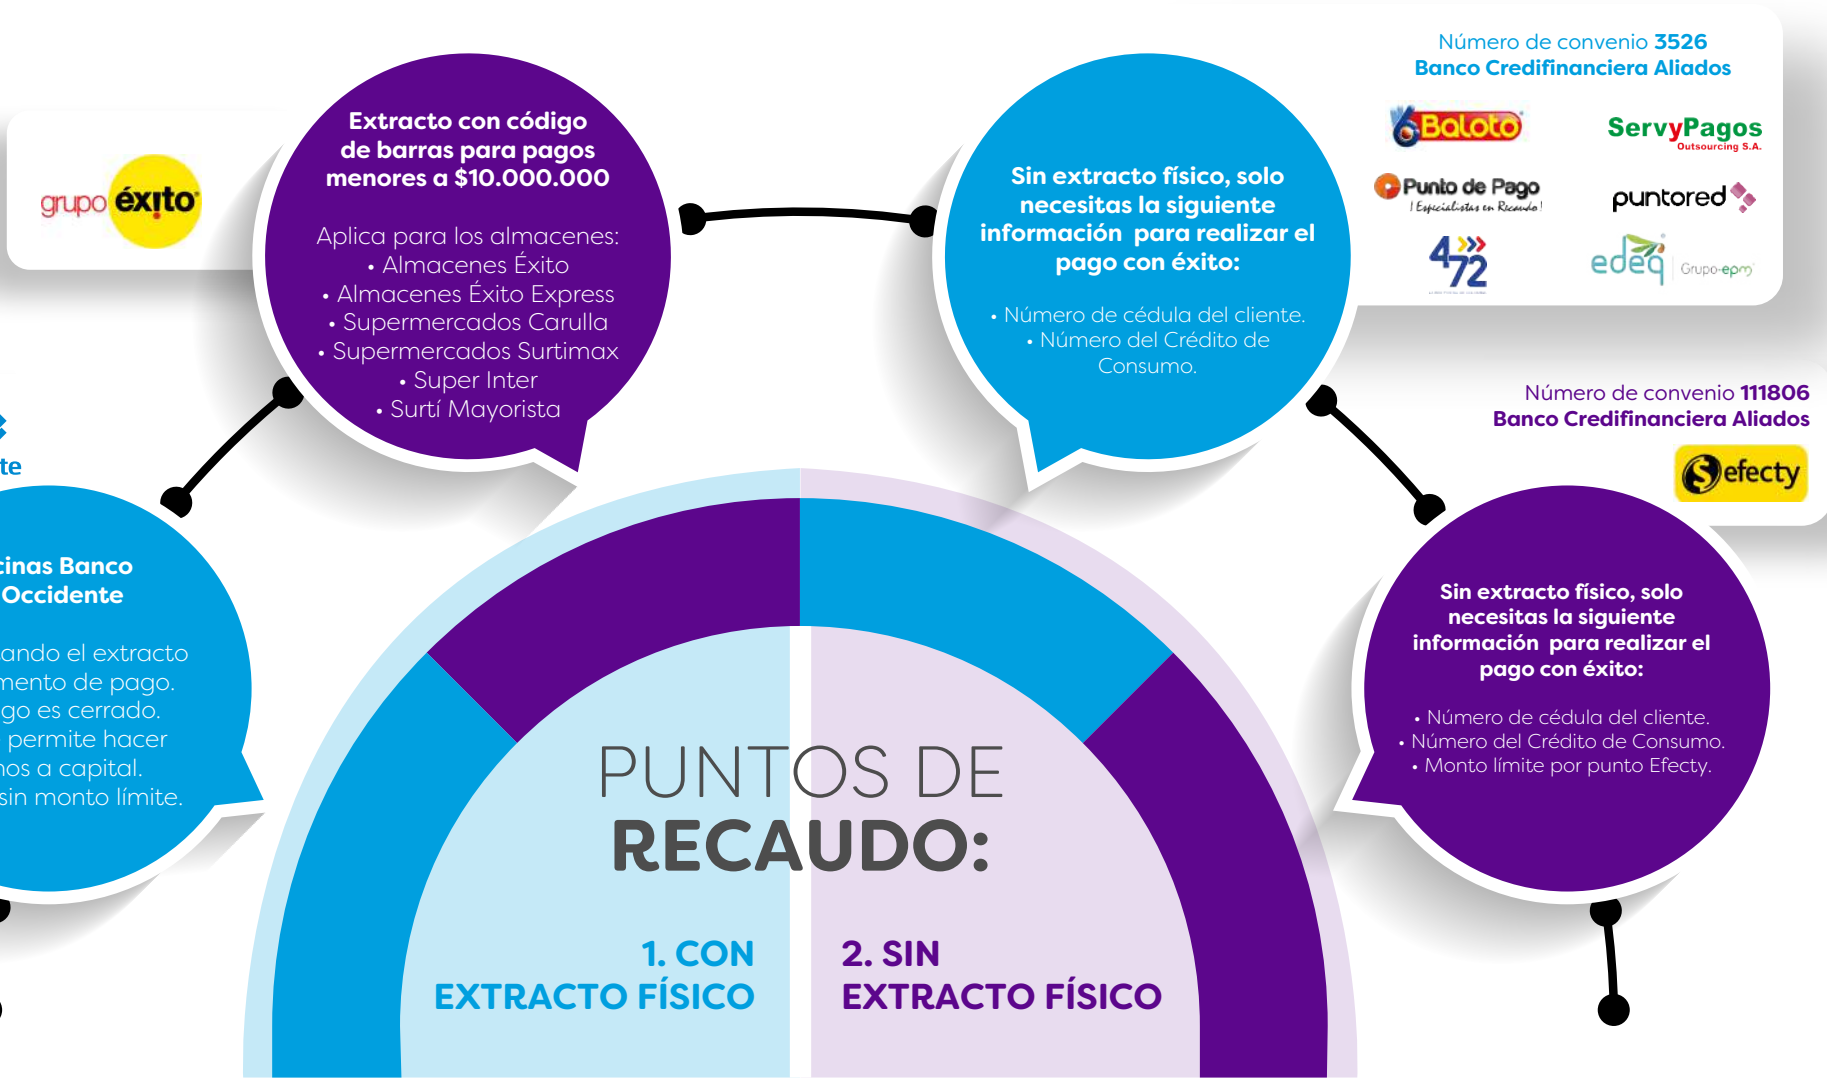 grupo éxito
Extracto con código
de barras para pagos
menores a $10.000.000
Aplica para los almacenes:
• Almacenes Éxito
• Almacenes Éxito Express
• Supermercados Carulla
• Supermercados Surtimax
• Super Inter
• Surtí Mayorista
Sin extracto físico, solo
necesitas la siguiente
información para realizar el
pago con éxito:
• Número de cédula del cliente.
• Número del Crédito de
Consumo.
Número de convenio 3526
Banco Credifinanciera Aliados
Baloto
ServyPagos
Outsourcing S.A.
Punto de Pago
¡Especialistas en Recaudo!
puntored
472
edeq Grupo-epm
Número de convenio 111806
Banco Credifinanciera Aliados
efecty
Sin extracto físico, solo
necesitas la siguiente
información para realizar el
pago con éxito:
• Número de cédula del cliente.
• Número del Crédito de Consumo.
• Monto límite por punto Efecty.
te
cinas Banco
Occidente
ando el extracto
mento de pago.
go es cerrado.
permite hacer
nos a capital.
sin monto límite.
PUNTOS DE
RECAUDO:
1. CON
EXTRACTO FÍSICO
2. SIN
EXTRACTO FÍSICO